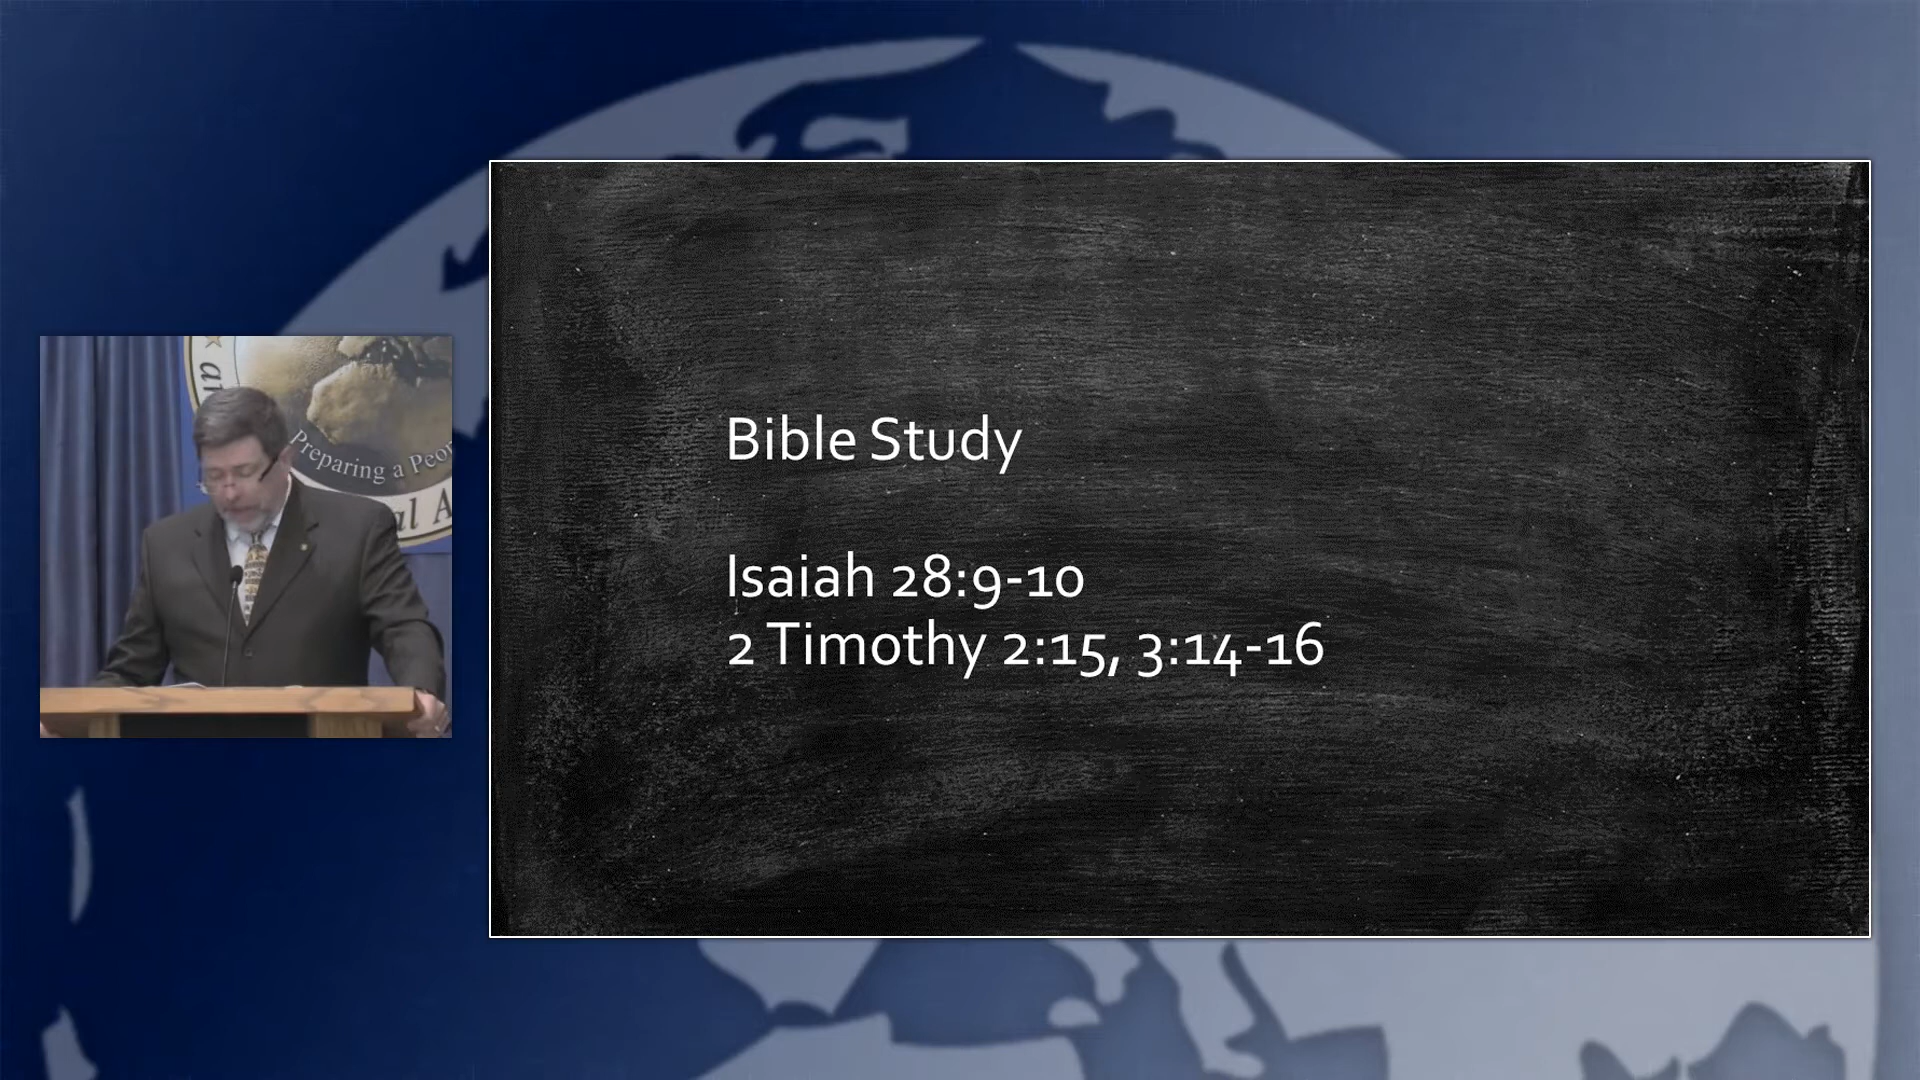 Bible Study
Isaiah 28:9-10
2 Timothy 2:15, 3:14-16
Preparing a Peo
al A